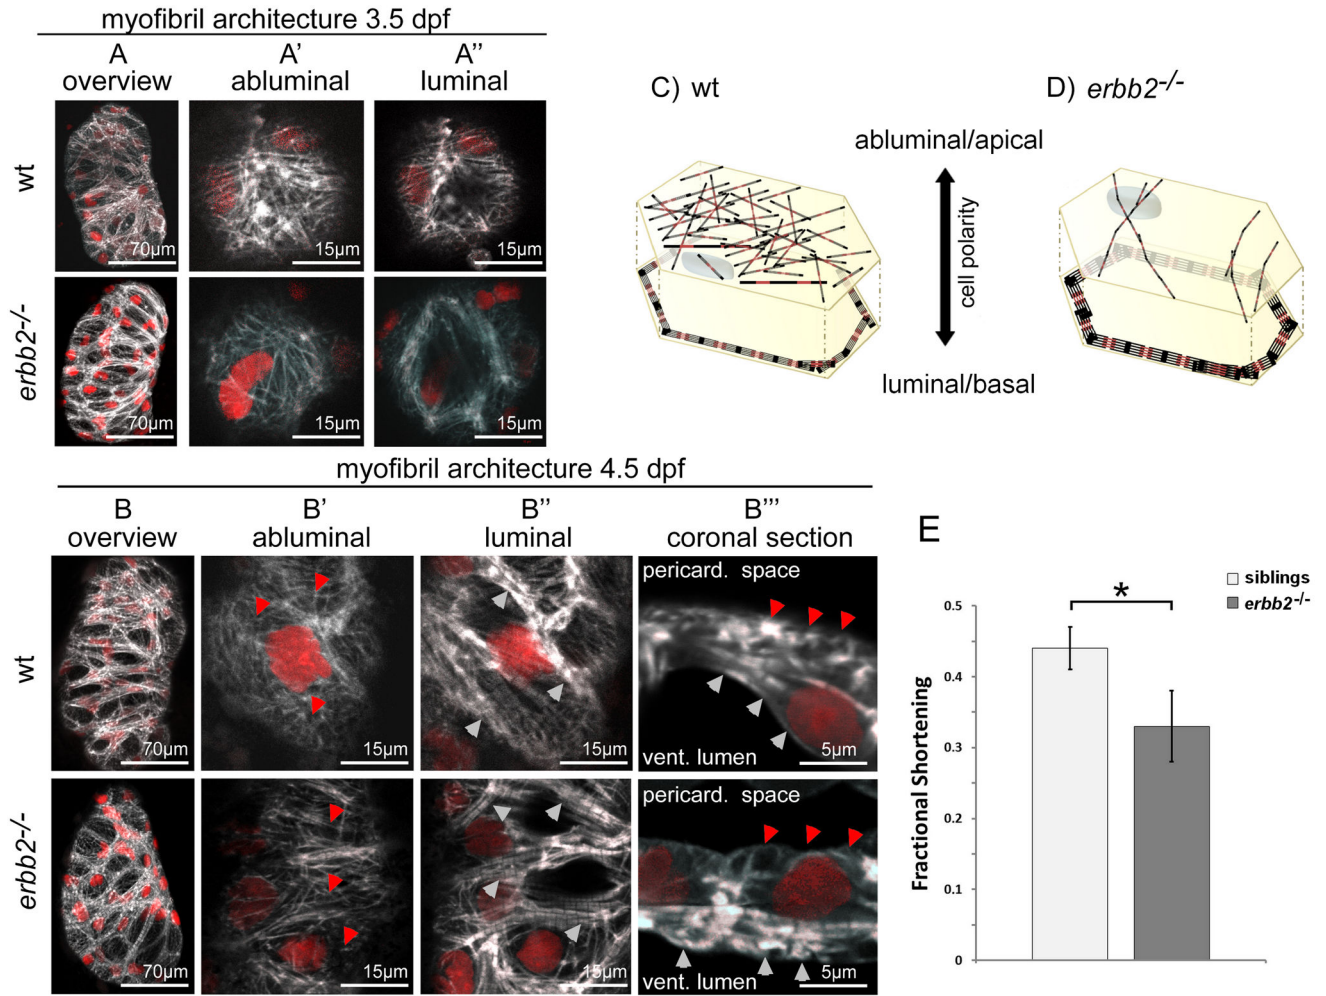 myofibril architecture 3.5 dpf
A
overview
A’
abluminal
A’’
luminal
wt
70µm
15µm
15µm
erbb2-/-
70µm
15µm
15µm
C) wt
D) erbb2-/-
abluminal/apical
cell polarity
luminal/basal
myofibril architecture 4.5 dpf
B
overview
B’
abluminal
B’’
luminal
B’’’
coronal section
wt
70µm
15µm
15µm
pericard. space
vent. lumen
5µm
erbb2-/-
70µm
15µm
15µm
pericard. space
vent. lumen
5µm
E
siblings
erbb2-/-
*
Fractional Shortening
0.5
0.4
0.3
0.2
0.1
0